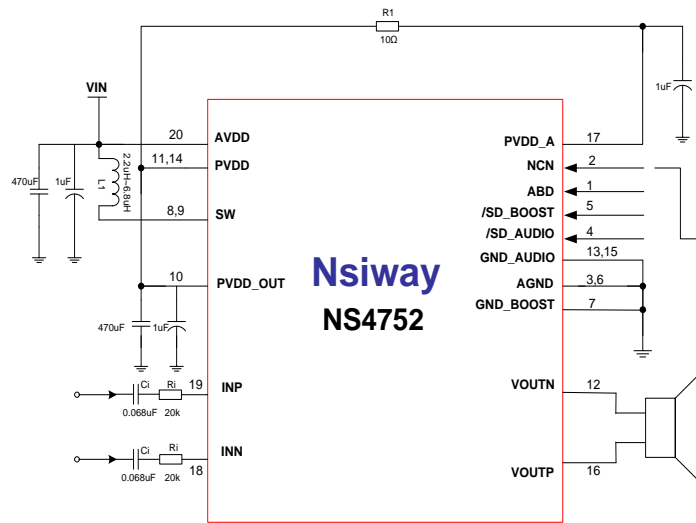 R1
10Ω
VIN
1uF
20 AVDD
PVDD_A 17
11,14 PVDD
NCN 2
470uF
1uF
L1
2.2uH~6.8uH
ABD 1
8,9 SW
/SD_BOOST 5
/SD_AUDIO 4
GND_AUDIO 13,15
10 PVDD_OUT
Nsiway
AGND 3,6
GND_BOOST 7
NS4752
470uF
1uF
Ci
Ri
19 INP
VOUTN 12
0.068uF
20k
Ci
Ri
INN
18
0.068uF
20k
VOUTP
16